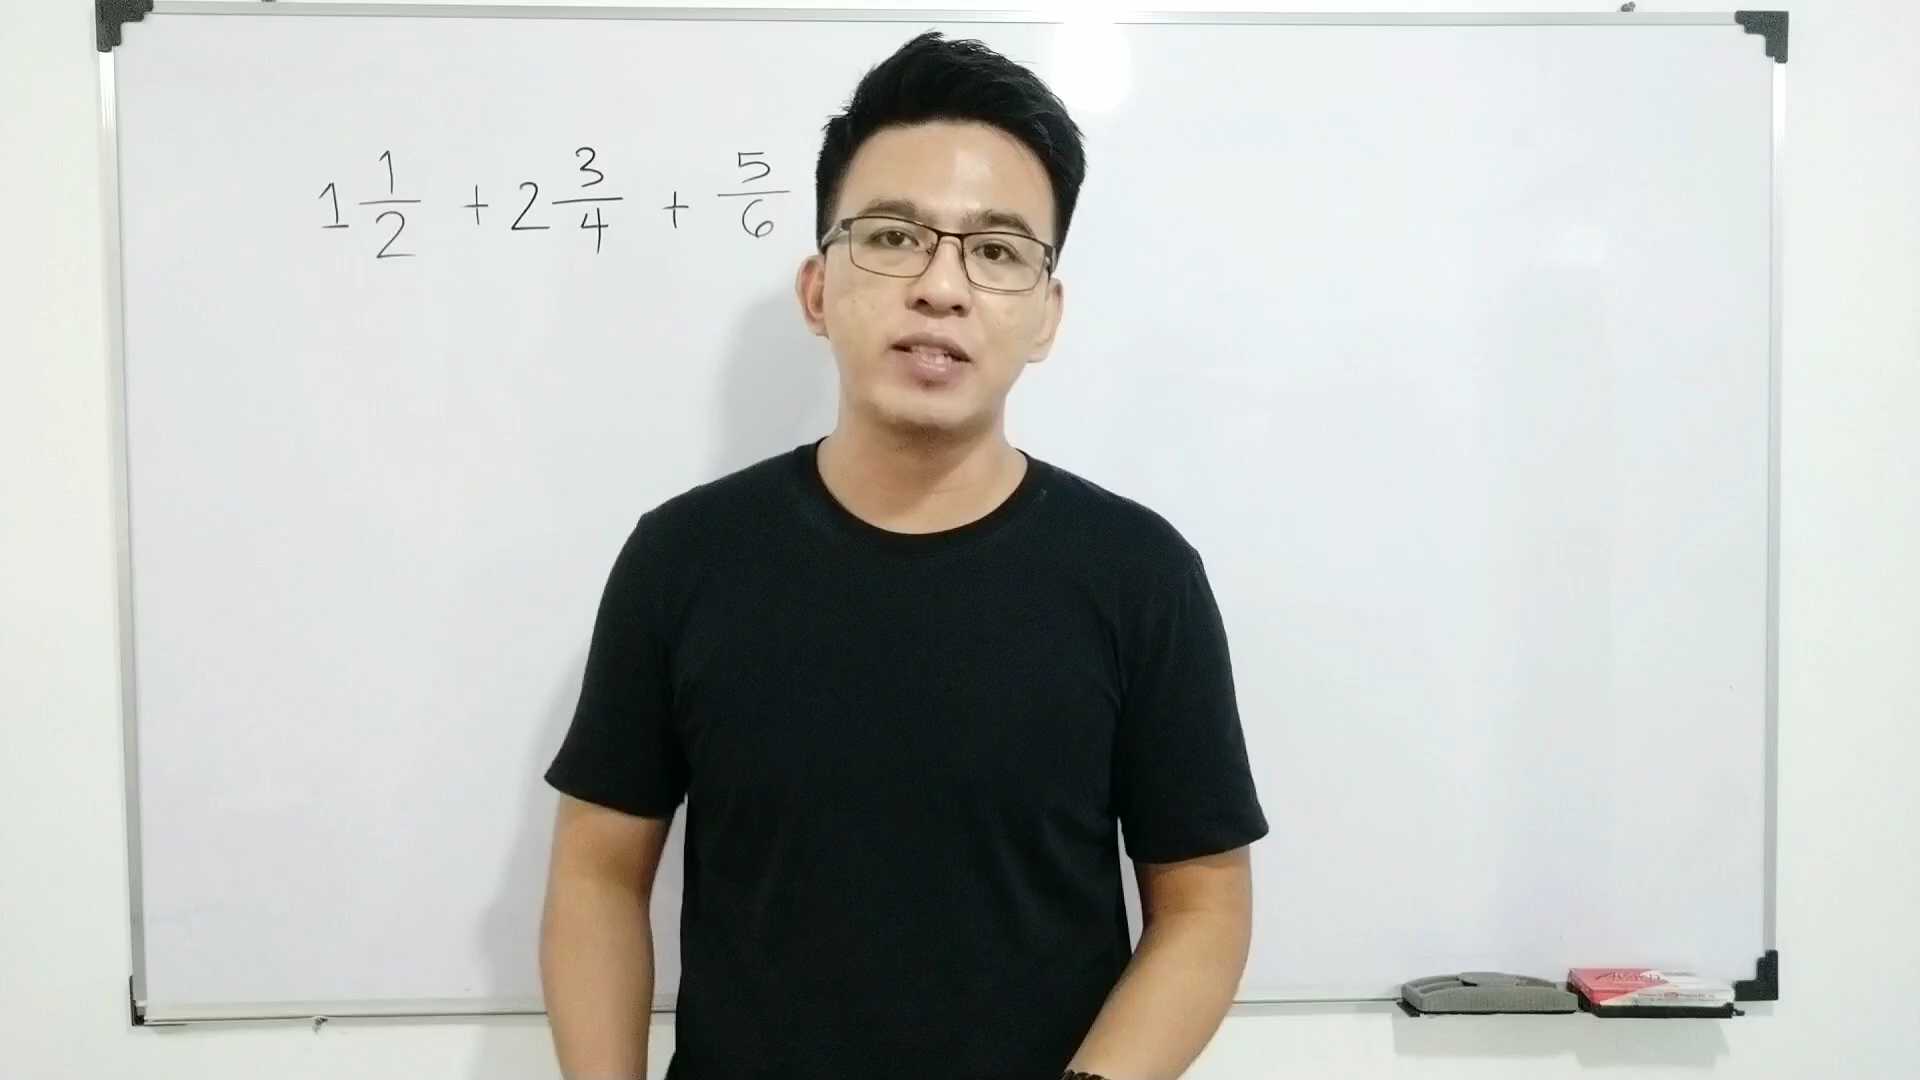 1 1/2 + 2 3/4 + 5/6